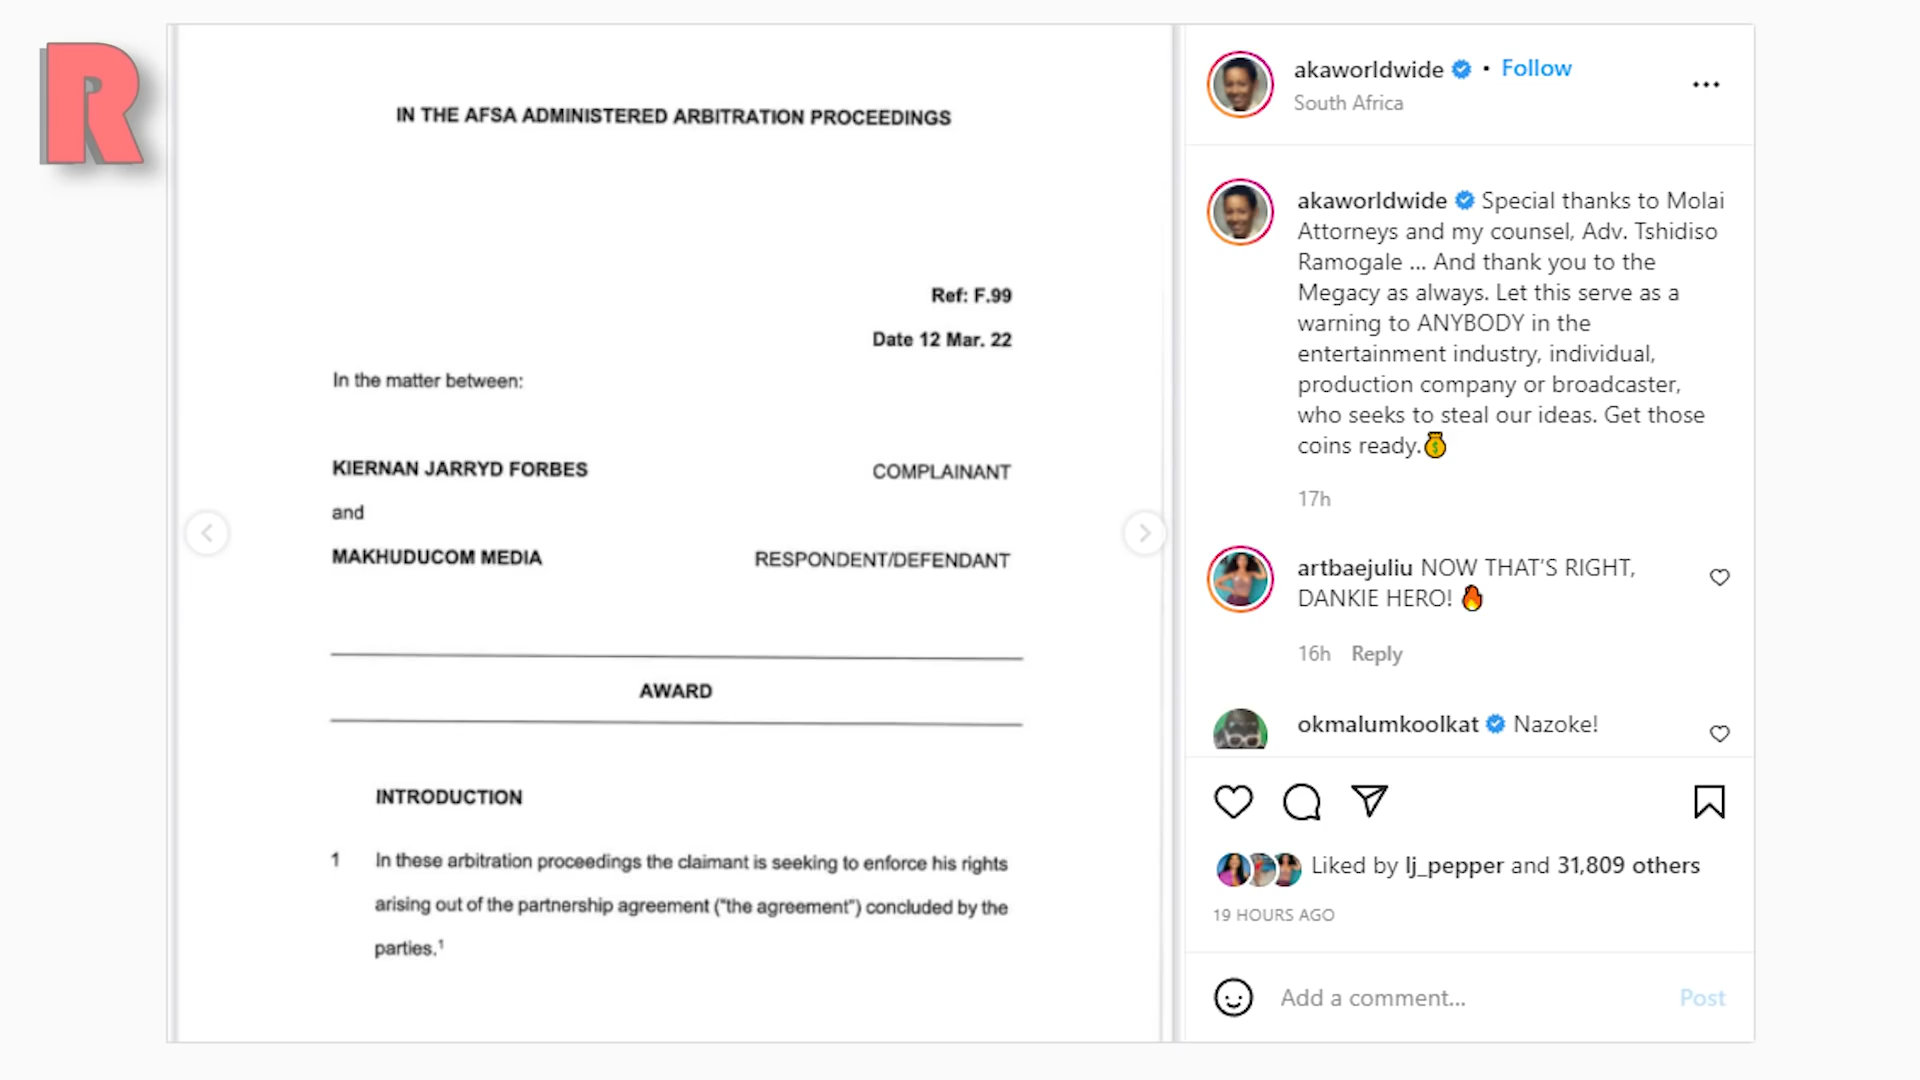 R
IN THE AFSA ADMINISTERED ARBITRATION PROCEEDINGS
Ref: F.99
Date 12 Mar. 22
In the matter between:
KIERNAN JARRYD FORBES COMPLAINANT
and
MAKHUDUCOM MEDIA RESPONDENT/DEFENDANT
AWARD
INTRODUCTION
1 In these arbitration proceedings the claimant is seeking to enforce his rights
arising out of the partnership agreement ("the agreement") concluded by the
parties.¹
akaworldwide • Follow
South Africa
akaworldwide Special thanks to Molai
Attorneys and my counsel, Adv. Tshidiso
Ramogale ... And thank you to the
Megacy as always. Let this serve as a
warning to ANYBODY in the
entertainment industry, individual,
production company or broadcaster,
who seeks to steal our ideas. Get those
coins ready.💰
17h
artbaejuliu NOW THAT'S RIGHT,
DANKIE HERO! 🔥
16h Reply
okmalumkoolkat Nazoke!
Liked by lj_pepper and 31,809 others
19 HOURS AGO
Add a comment... Post